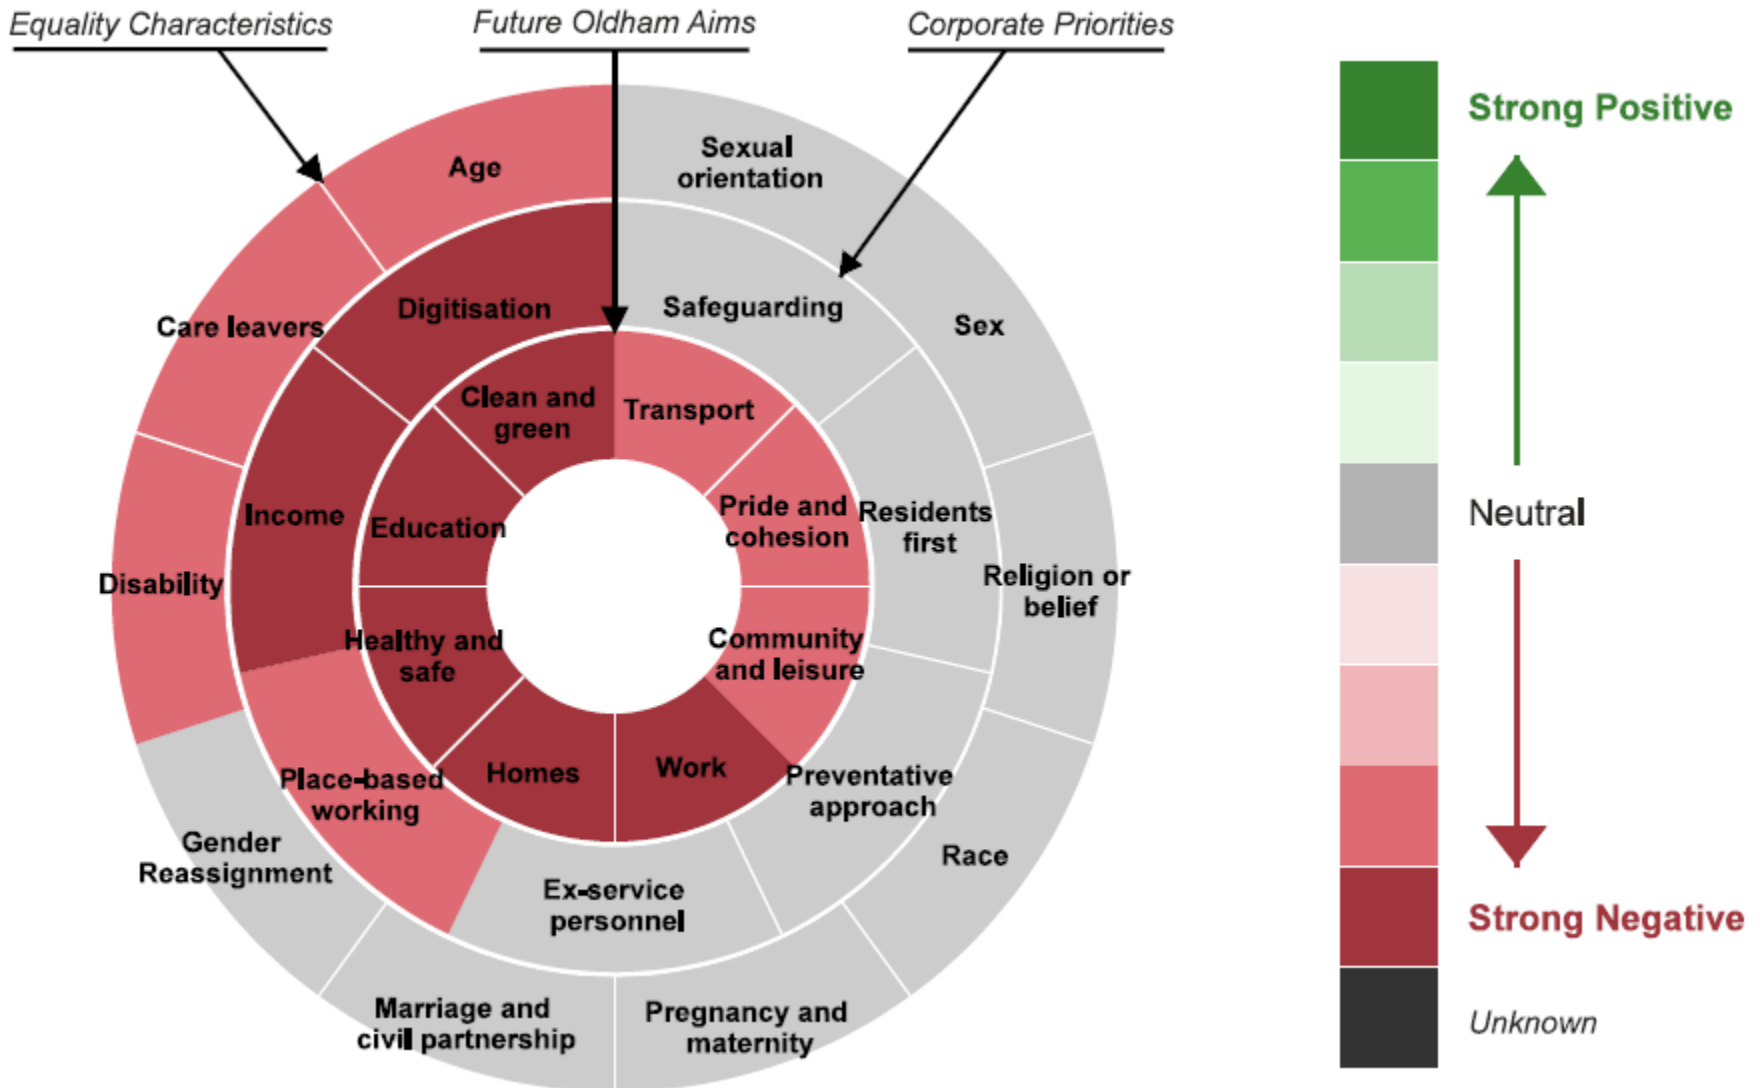 Equality Characteristics
Future Oldham Aims
Corporate Priorities
Age
Sexual
orientation
Care leavers
Digitisation
Safeguarding
Sex
Clean and
green
Transport
Disability
Income
Education
Pride and
cohesion
Residents
first
Religion or
belief
Healthy and
safe
Community
and leisure
Place-based
working
Homes
Work
Preventative
approach
Gender
Reassignment
Ex-service
personnel
Race
Marriage and
civil partnership
Pregnancy and
maternity
Strong Positive
Neutral
Strong Negative
Unknown